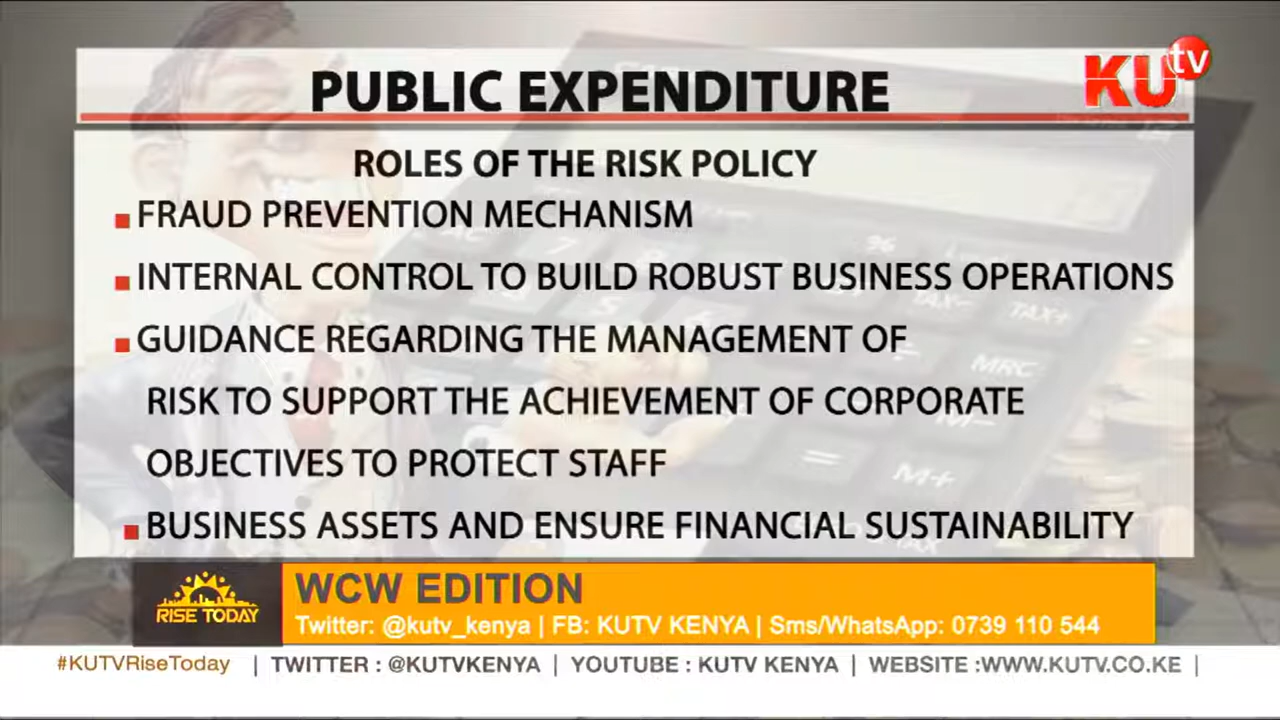 PUBLIC EXPENDITURE
KU tv
ROLES OF THE RISK POLICY
FRAUD PREVENTION MECHANISM
INTERNAL CONTROL TO BUILD ROBUST BUSINESS OPERATIONS
GUIDANCE REGARDING THE MANAGEMENT OF
RISK TO SUPPORT THE ACHIEVEMENT OF CORPORATE
OBJECTIVES TO PROTECT STAFF
BUSINESS ASSETS AND ENSURE FINANCIAL SUSTAINABILITY
RISE TODAY
WCW EDITION
Twitter: @kutv_kenya | FB: KUTV KENYA | Sms/WhatsApp: 0739 110 544
#KUTVRiseToday | TWITTER : @KUTVKENYA | YOUTUBE : KUTV KENYA | WEBSITE :WWW.KUTV.CO.KE |
TAX- TAX+
MRC
M-
= M+